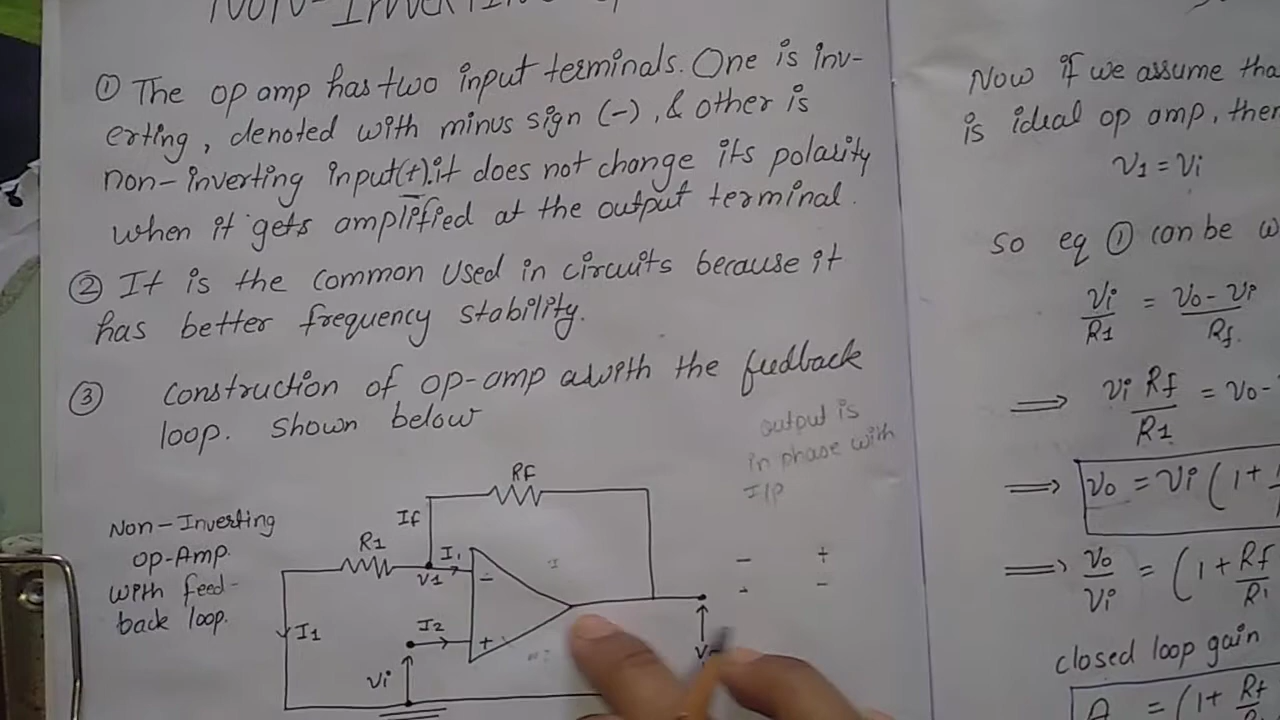 ① The op amp has two input terminals. One is inv-
erting, denoted with minus sign (-), & other is
non-inverting input(+). it does not change its polarity
when it gets amplified at the output terminal.
② It is the common used in circuits because it
has better frequency stability.
③ construction of op-amp with the feedback
loop. Shown below
output is
in phase with
I/P
Non-Inverting
Op-Amp.
with feed-
back loop.
Rf
If
R1
I1
V1
-
I2
+
I1
Vi
- +
+ -
Now if we assume
is ideal op amp, then
V1 = Vi
so eq ① can be
Vi/R1 = Vo - Vi/Rf.
⟹ Vi Rf/R1 = Vo -
⟹ Vo = Vi (1 +
⟹ Vo/Vi = (1 + Rf/R1
closed loop gain
= (1 + Rf